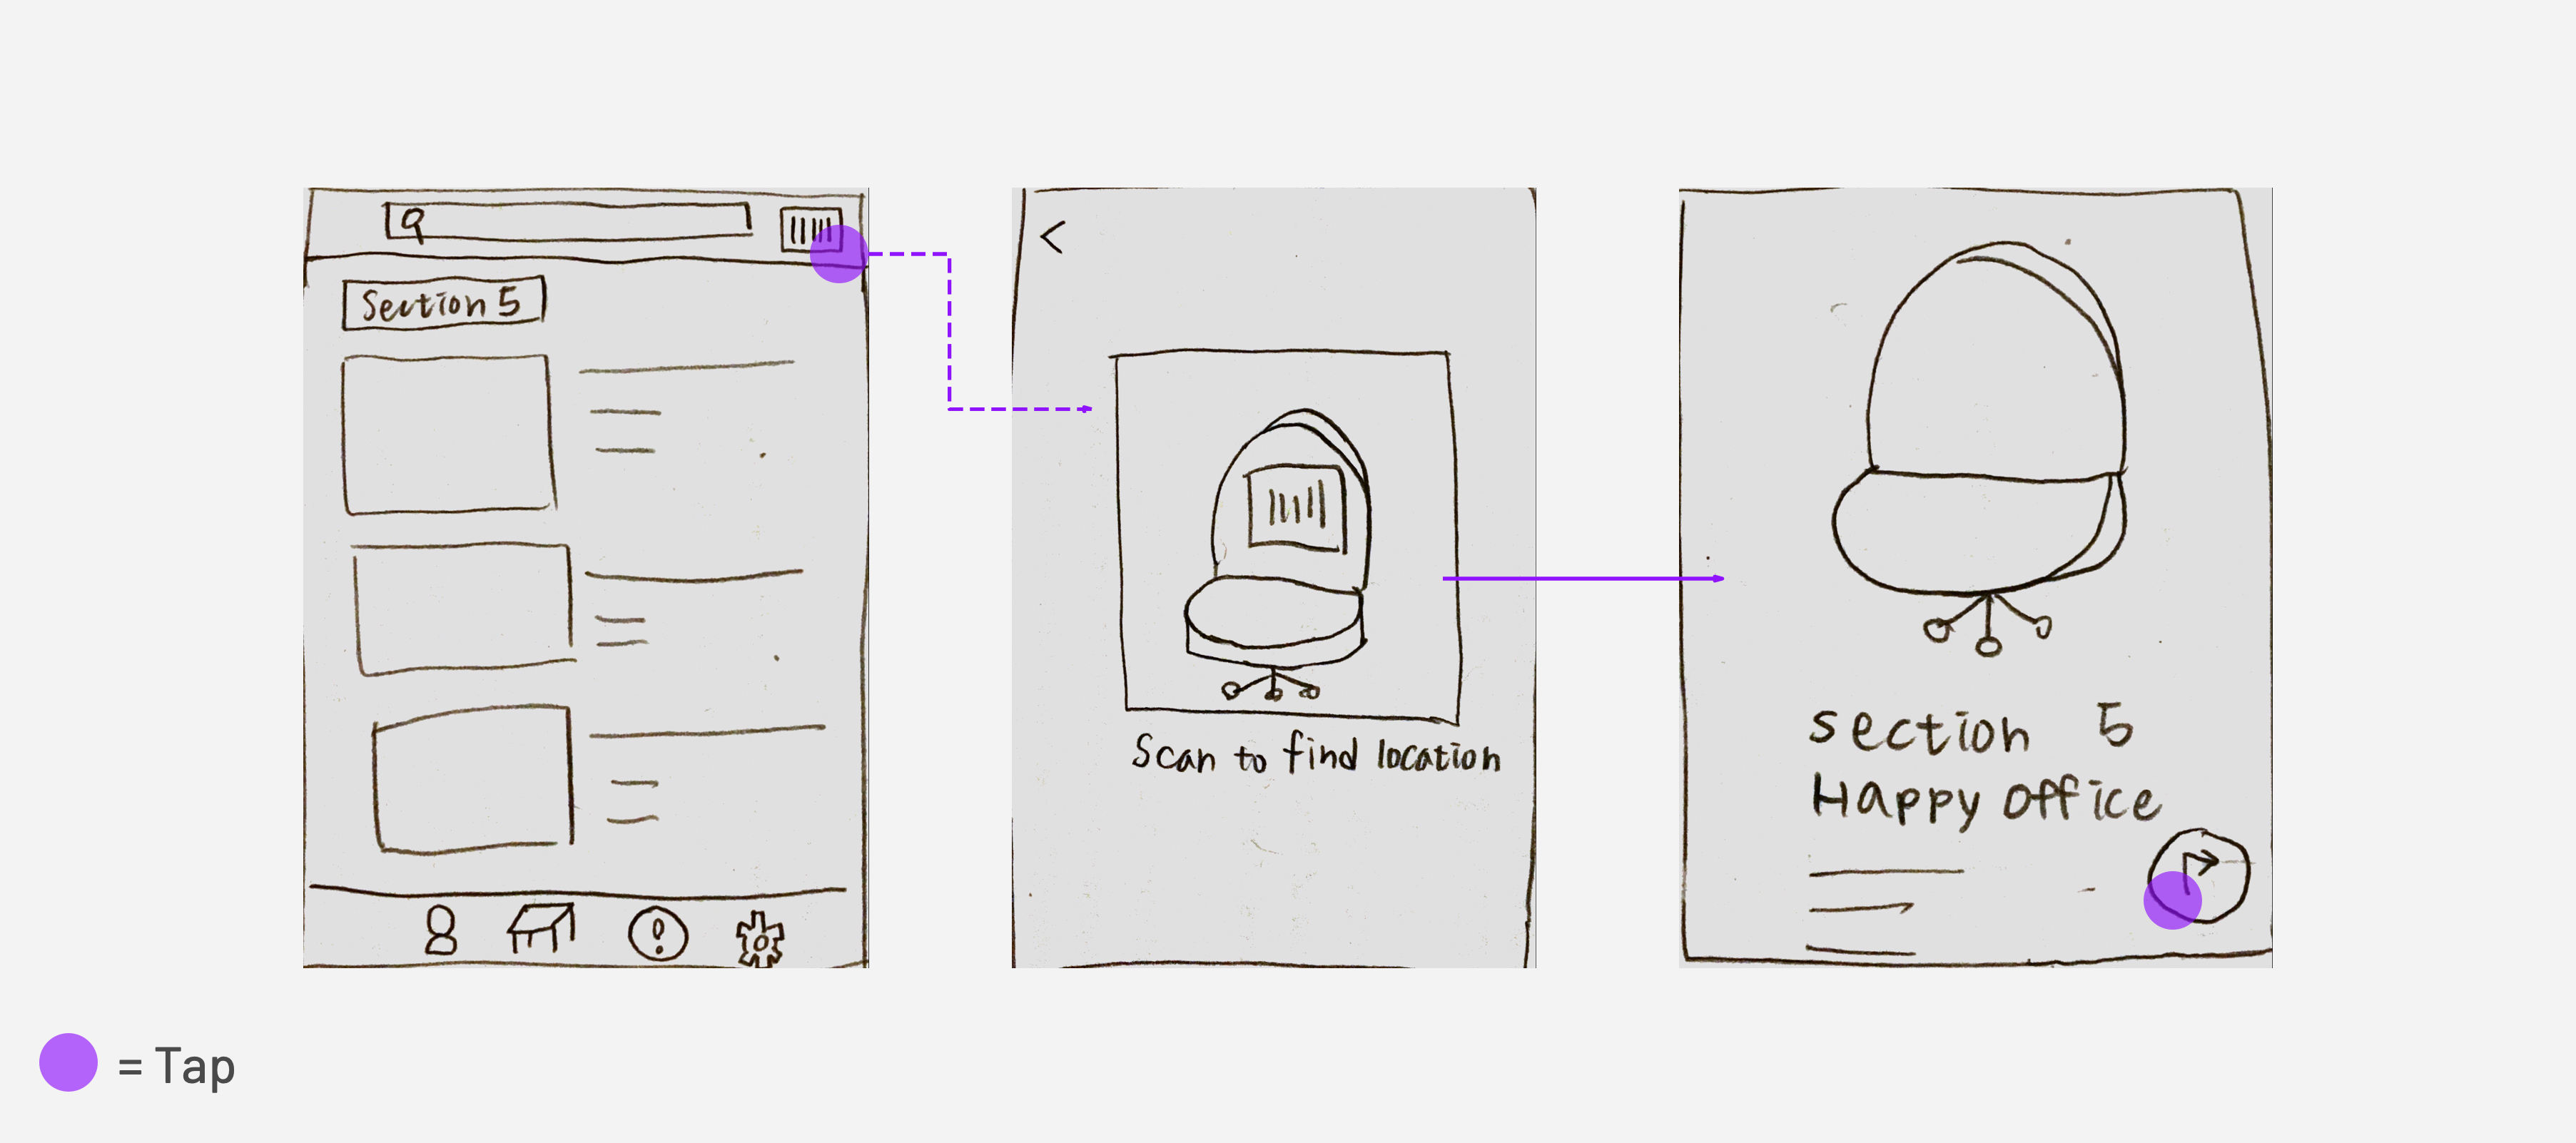 Section 5
Scan to find location
section 5
Happy office
= Tap